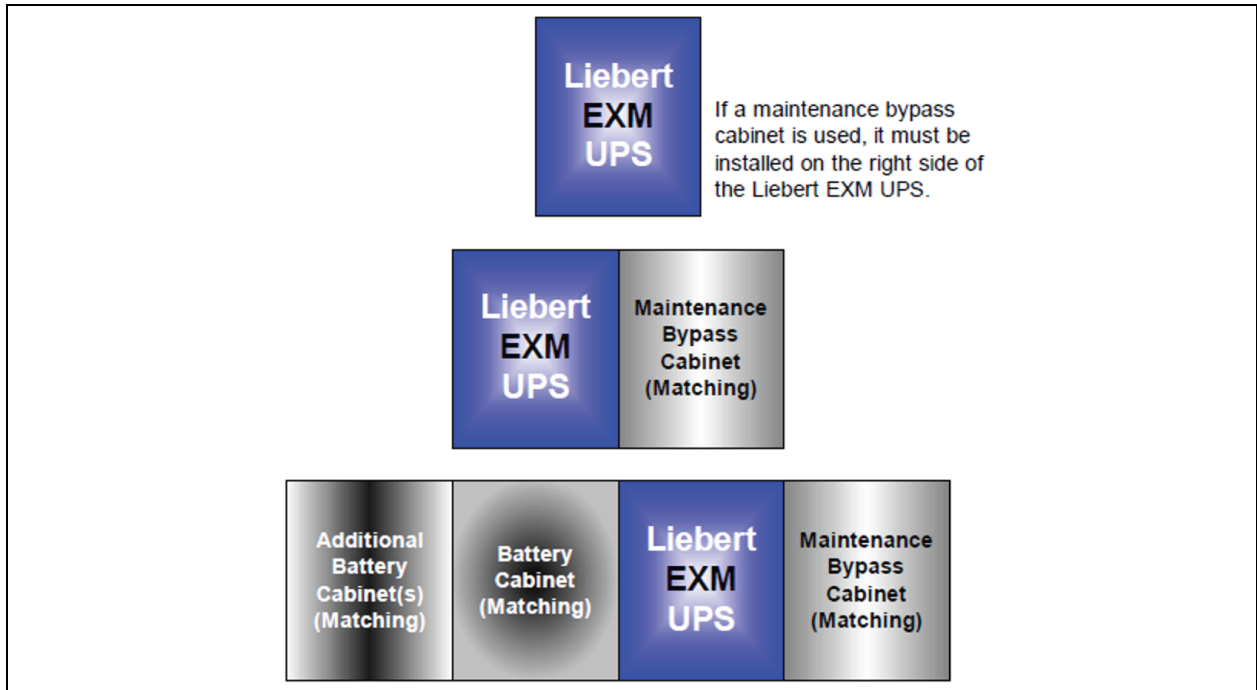 Liebert
EXM
UPS
If a maintenance bypass
cabinet is used, it must be
installed on the right side of
the Liebert EXM UPS.
Liebert
EXM
UPS
Maintenance
Bypass
Cabinet
(Matching)
Additional
Battery
Cabinet(s)
(Matching)
Battery
Cabinet
(Matching)
Liebert
EXM
UPS
Maintenance
Bypass
Cabinet
(Matching)